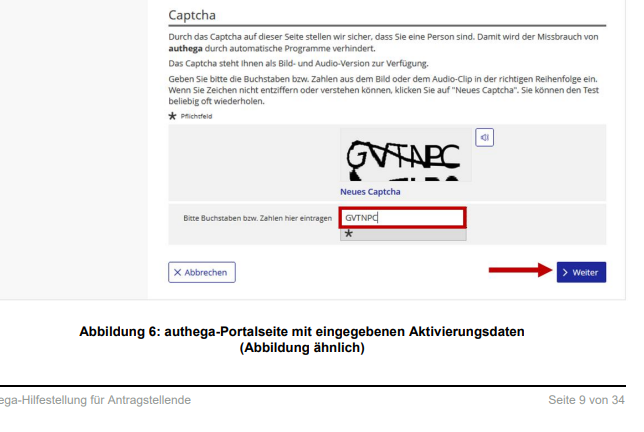 Captcha
Durch das Captcha auf dieser Seite stellen wir sicher, dass Sie eine Person sind. Damit wird der Missbrauch von
authega durch automatische Programme verhindert.
Das Captcha steht Ihnen als Bild- und Audio-Version zur Verfügung.
Geben Sie bitte die Buchstaben bzw. Zahlen aus dem Bild oder dem Audio-Clip in der richtigen Reihenfolge ein.
Wenn Sie Zeichen nicht entziffern oder verstehen können, klicken Sie auf "Neues Captcha". Sie können den Test
beliebig oft wiederholen.
★ Pflichtfeld
GVTNPC
Neues Captcha
Bitte Buchstaben bzw. Zahlen hier eintragen GVTNPC
★
X Abbrechen > Weiter
Abbildung 6: authega-Portalseite mit eingegebenen Aktivierungsdaten
(Abbildung ähnlich)
ega-Hilfestellung für Antragstellende Seite 9 von 34